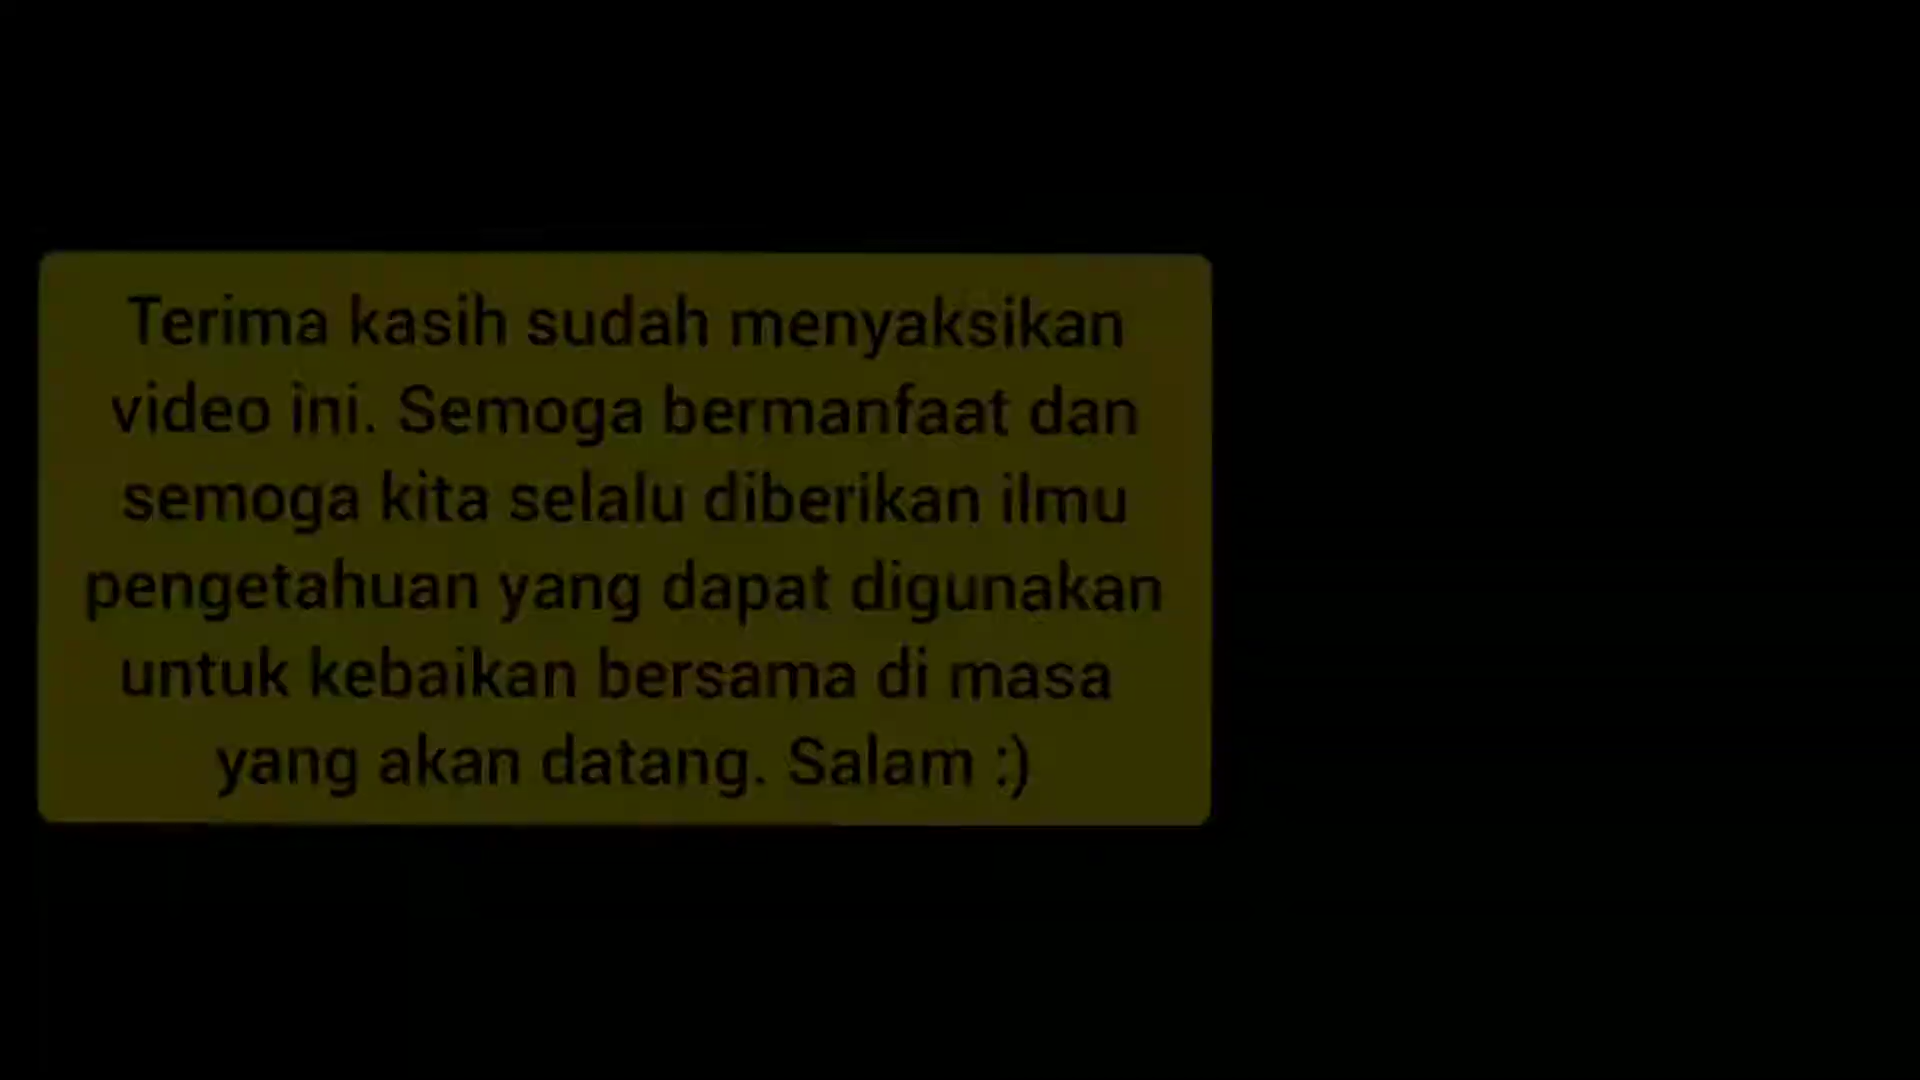 Terima kasih sudah menyaksikan
video ini. Semoga bermanfaat dan
semoga kita selalu diberikan ilmu
pengetahuan yang dapat digunakan
untuk kebaikan bersama di masa
yang akan datang. Salam :)